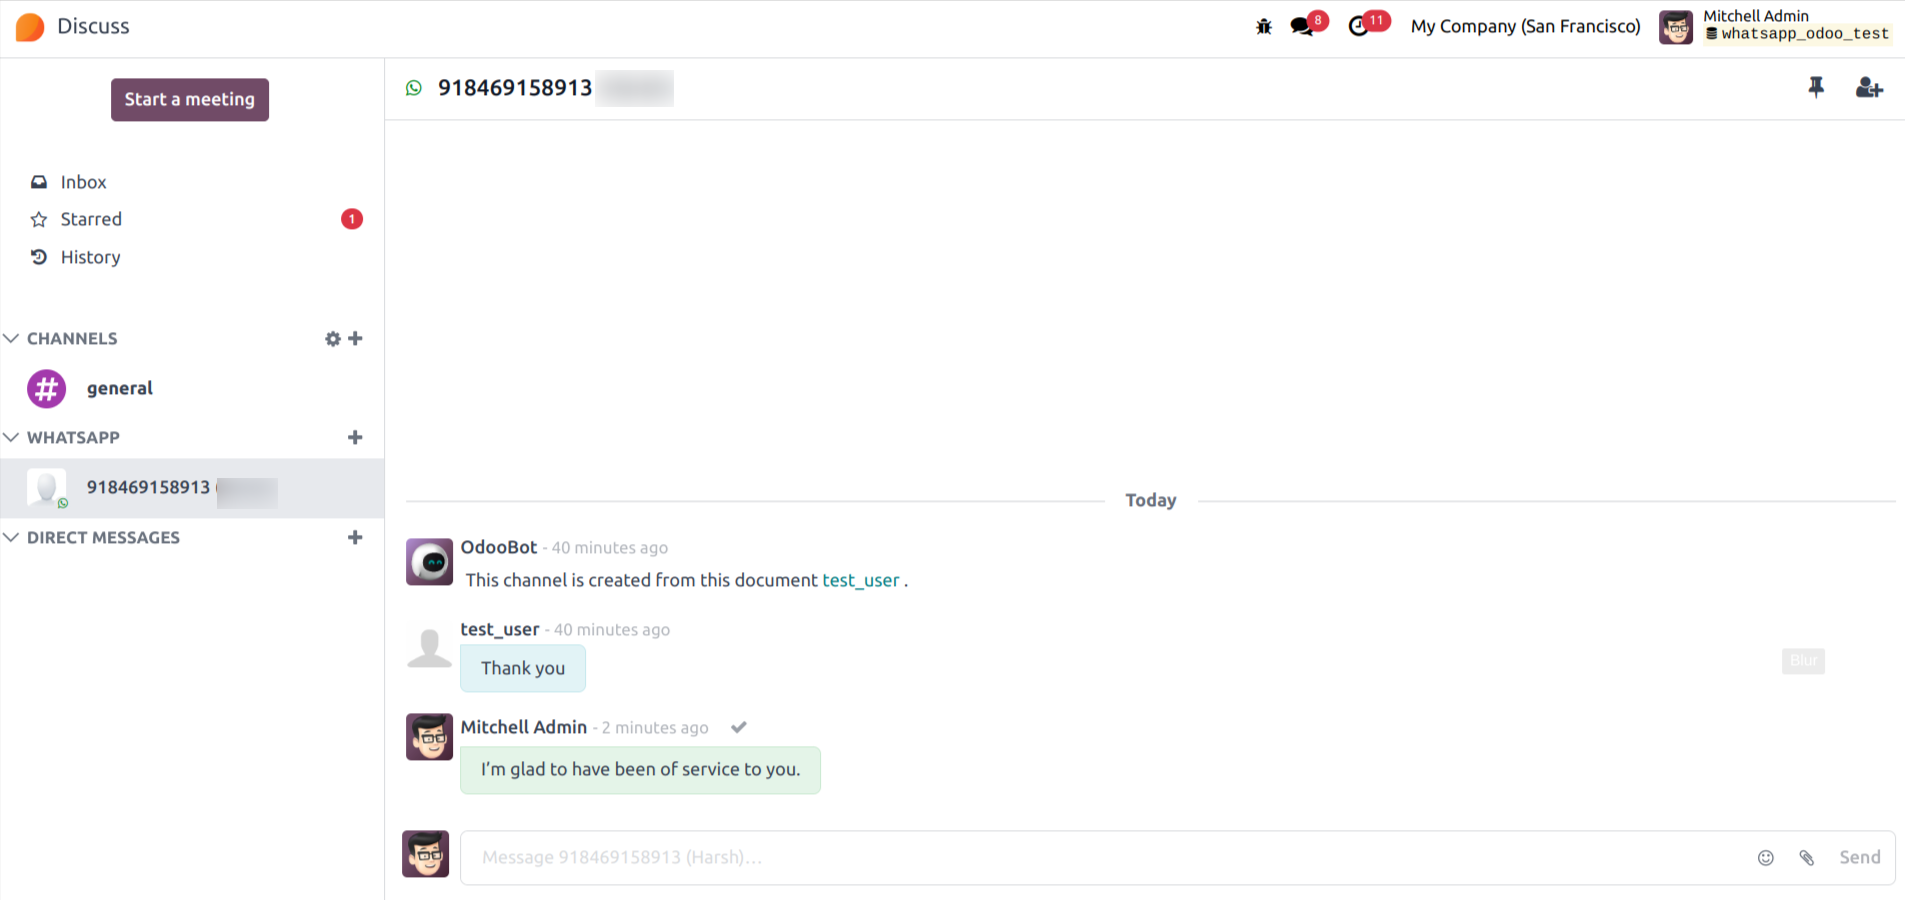 Discuss
8
11
My Company (San Francisco)
Mitchell Admin
whatsapp_odoo_test
Start a meeting
918469158913
Inbox
Starred
1
History
CHANNELS
general
WHATSAPP
918469158913 (
DIRECT MESSAGES
Today
OdooBot - 40 minutes ago
This channel is created from this document test_user .
test_user - 40 minutes ago
Thank you
Blur
Mitchell Admin - 2 minutes ago
I’m glad to have been of service to you.
Message 918469158913 (Harsh)...
Send